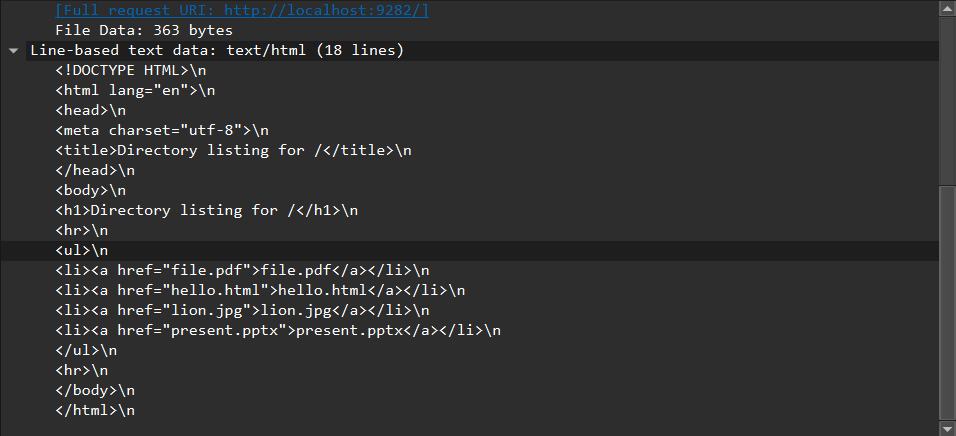 [Full request URI: http://localhost:9282/]
File Data: 363 bytes
Line-based text data: text/html (18 lines)
<!DOCTYPE HTML>\n
<html lang="en">\n
<head>\n
<meta charset="utf-8">\n
<title>Directory listing for /</title>\n
</head>\n
<body>\n
<h1>Directory listing for /</h1>\n
<hr>\n
<ul>\n
<li><a href="file.pdf">file.pdf</a></li>\n
<li><a href="hello.html">hello.html</a></li>\n
<li><a href="lion.jpg">lion.jpg</a></li>\n
<li><a href="present.pptx">present.pptx</a></li>\n
</ul>\n
<hr>\n
</body>\n
</html>\n